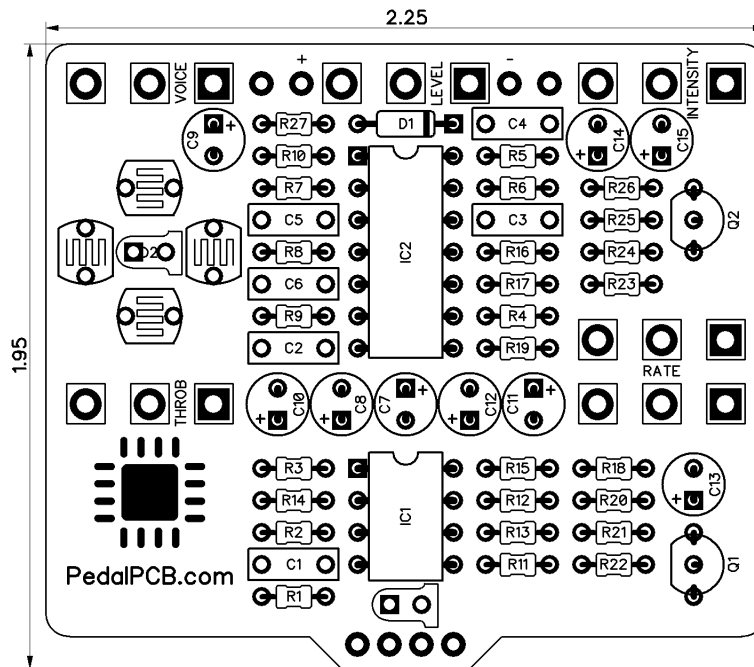 2.25
1.95
VOICE
+
LEVEL
-
INTENSITY
C9
+
R27
D1
C4
C14
+
C15
+
R10
R5
R7
R6
R26
Q2
C5
IC2
C3
R25
D2
R8
R16
R24
C6
R17
R23
R9
R4
C2
R19
RATE
THROB
C10
+
C8
+
C7
+
C12
+
C11
+
R3
IC1
R15
R18
C13
+
R14
R12
R20
R2
R13
R21
C1
R11
R22
Q1
PedalPCB.com
R1